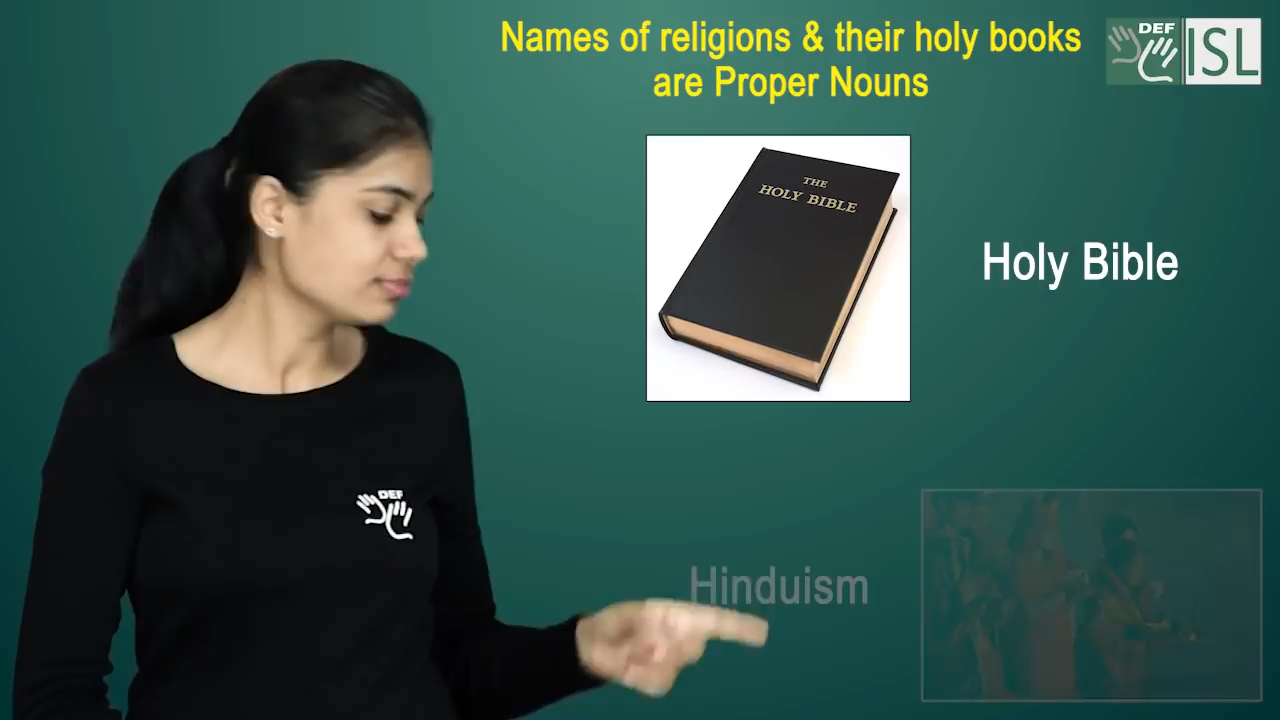 Names of religions & their holy books
are Proper Nouns
DEF
ISL
THE
HOLY BIBLE
Holy Bible
DEF
Hinduism